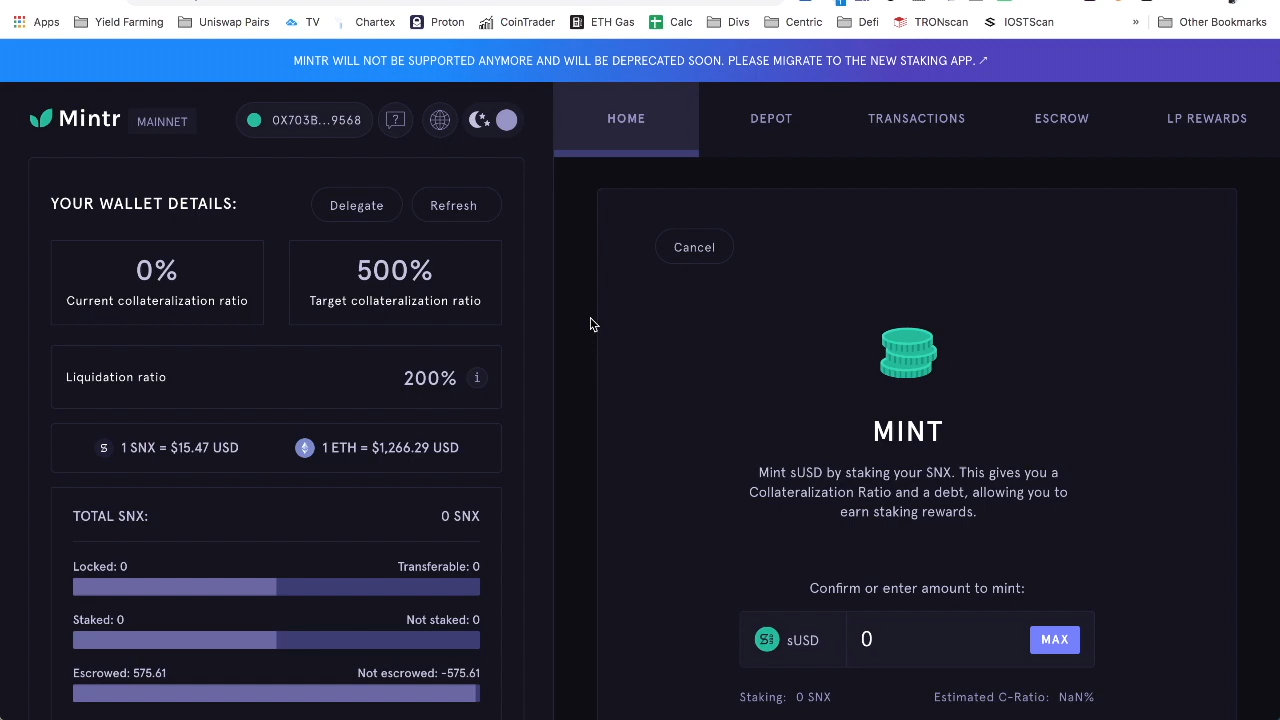 Apps Yield Farming Uniswap Pairs TV Chartex Proton CoinTrader ETH Gas Calc Divs Centric Defi TRONscan IOSTScan » Other Bookmarks
MINTR WILL NOT BE SUPPORTED ANYMORE AND WILL BE DEPRECATED SOON. PLEASE MIGRATE TO THE NEW STAKING APP. ↗
Mintr MAINNET 0X703B...9568
HOME DEPOT TRANSACTIONS ESCROW LP REWARDS
YOUR WALLET DETAILS: Delegate Refresh
0% 500%
Current collateralization ratio Target collateralization ratio
Liquidation ratio 200% i
1 SNX = $15.47 USD 1 ETH = $1,266.29 USD
TOTAL SNX: 0 SNX
Locked: 0 Transferable: 0
Staked: 0 Not staked: 0
Escrowed: 575.61 Not escrowed: -575.61
Cancel
MINT
Mint sUSD by staking your SNX. This gives you a
Collateralization Ratio and a debt, allowing you to
earn staking rewards.
Confirm or enter amount to mint:
sUSD 0 MAX
Staking: 0 SNX Estimated C-Ratio: NaN%